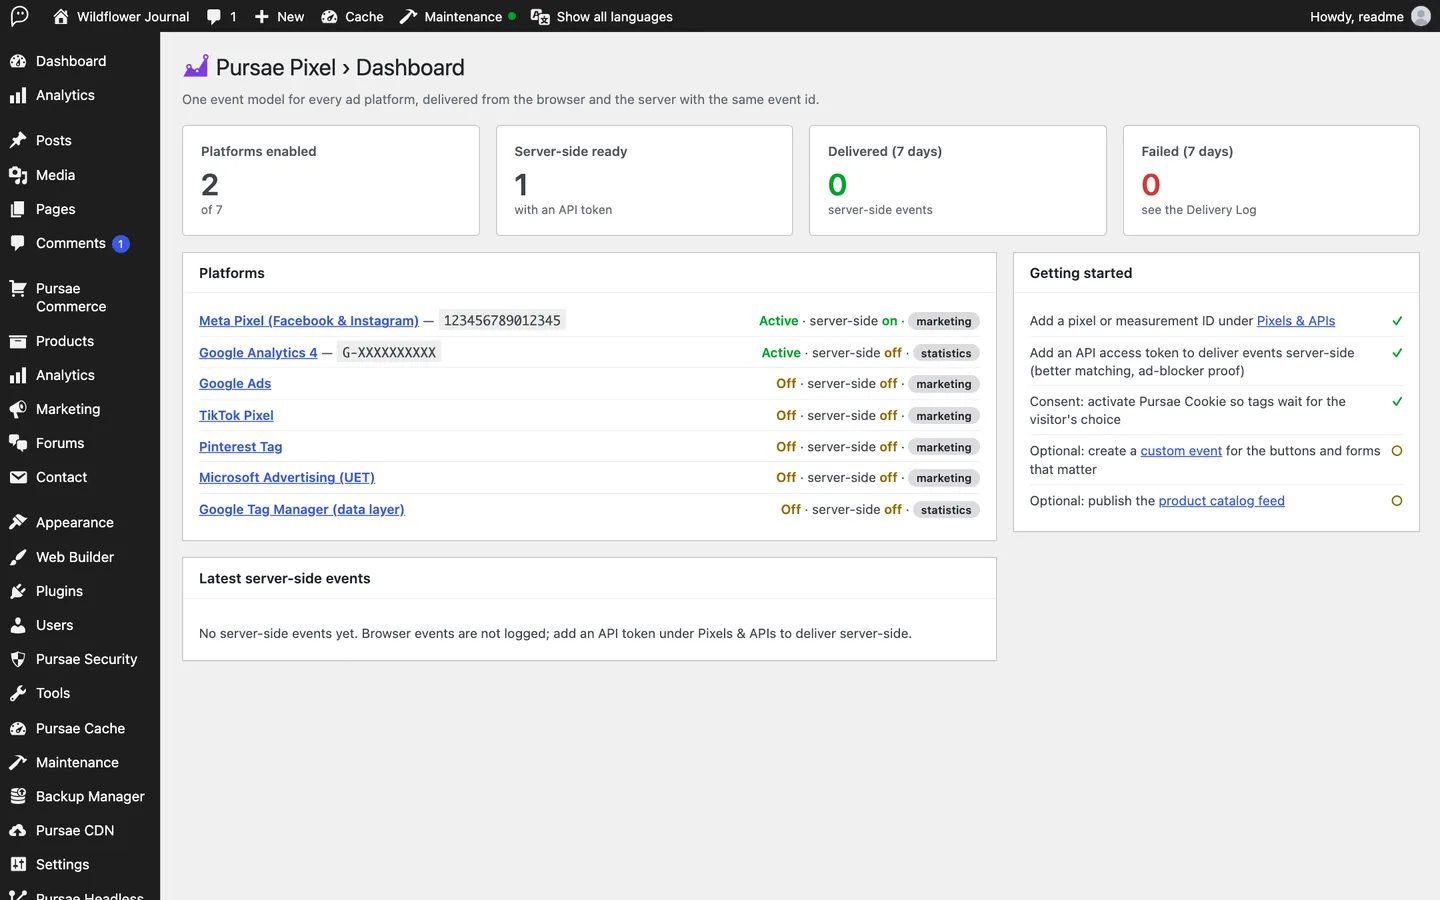 Wildflower Journal
1
New
Cache
Maintenance
Show all languages
Howdy, readme
Dashboard
Analytics
Posts
Media
Pages
Comments 1
Pursae
Commerce
Products
Analytics
Marketing
Forums
Contact
Appearance
Web Builder
Plugins
Users
Pursae Security
Tools
Pursae Cache
Maintenance
Backup Manager
Pursae CDN
Settings
Pursae Headless
Pursae Pixel › Dashboard
One event model for every ad platform, delivered from the browser and the server with the same event id.
Platforms enabled
2
of 7
Server-side ready
1
with an API token
Delivered (7 days)
0
server-side events
Failed (7 days)
0
see the Delivery Log
Platforms
Meta Pixel (Facebook & Instagram) — 123456789012345 Active · server-side on · marketing
Google Analytics 4 — G-XXXXXXXXXX Active · server-side off · statistics
Google Ads Off · server-side off · marketing
TikTok Pixel Off · server-side off · marketing
Pinterest Tag Off · server-side off · marketing
Microsoft Advertising (UET) Off · server-side off · marketing
Google Tag Manager (data layer) Off · server-side off · statistics
Getting started
Add a pixel or measurement ID under Pixels & APIs
Add an API access token to deliver events server-side
(better matching, ad-blocker proof)
Consent: activate Pursae Cookie so tags wait for the
visitor's choice
Optional: create a custom event for the buttons and forms
that matter
Optional: publish the product catalog feed
Latest server-side events
No server-side events yet. Browser events are not logged; add an API token under Pixels & APIs to deliver server-side.